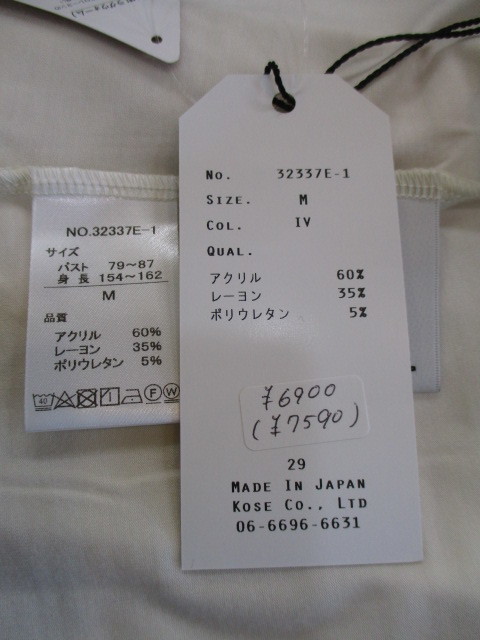 NO.32337E-1
サイズ
バスト 79〜87
身長 154〜162
M
品質
アクリル 60%
レーヨン 35%
ポリウレタン 5%
40
F W
No. 32337E-1
SIZE. M
COL. IV
QUAL.
アクリル 60%
レーヨン 35%
ポリウレタン 5%
¥6900
(¥7590)
29
MADE IN JAPAN
KOSE CO., LTD
06-6696-6631